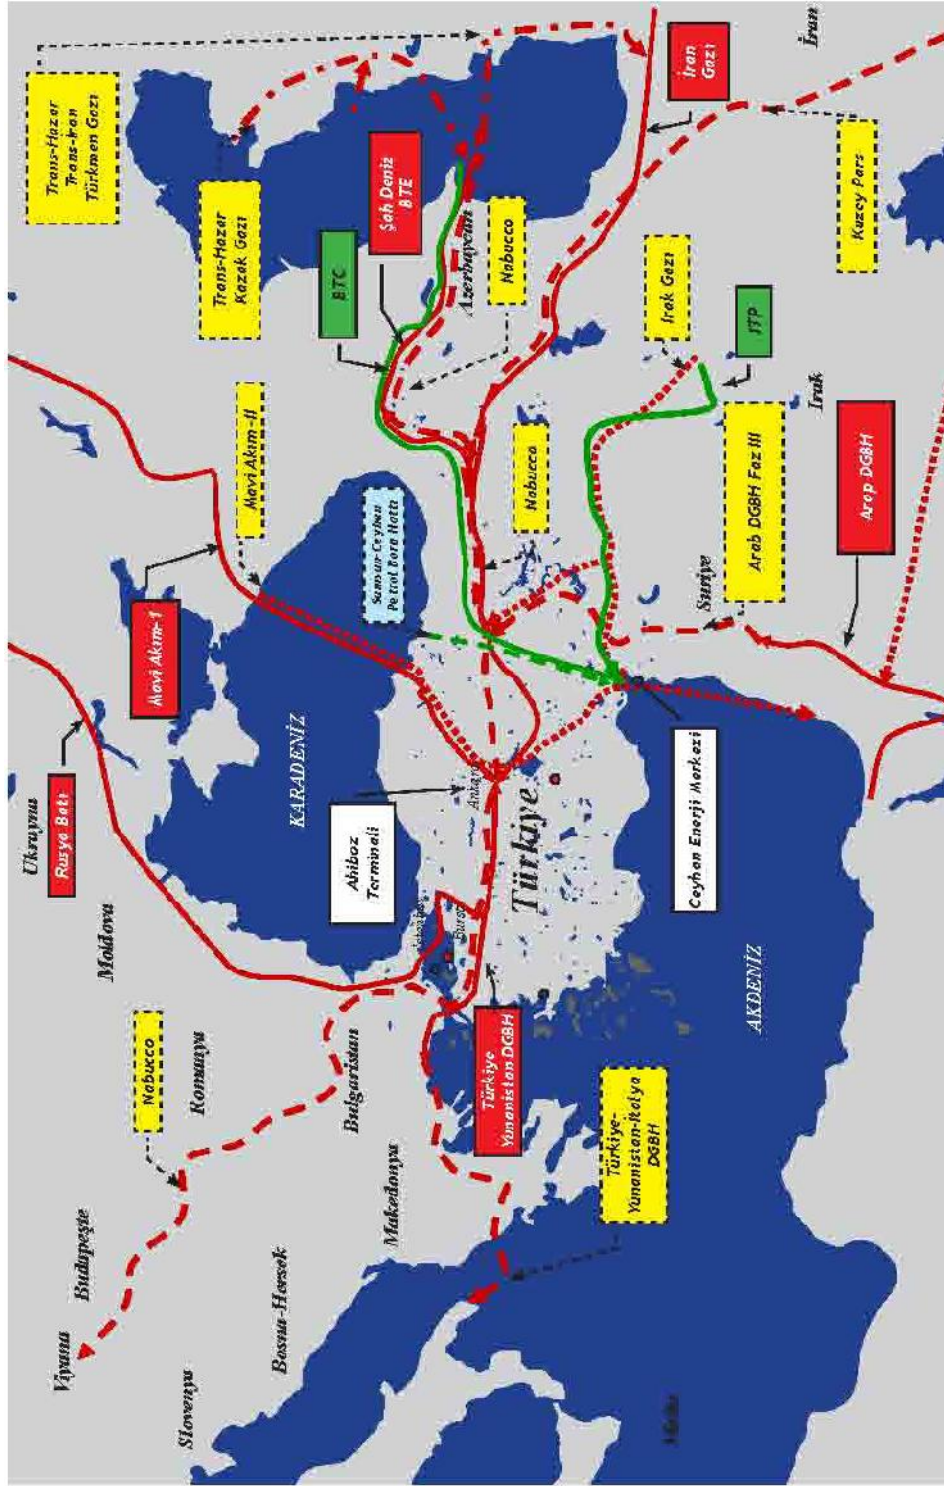 Viyana
Budapeşte
Slovenya
Bosna-Hersek
Nabucco
Romanya
Makedonya
Bulgaristan
Moldova
Ukrayna
Rusya Batı
Mavi Akım-1
Mavi Akım-II
KARADENİZ
Ahiboz
Terminali
Samsun-Ceyhan
Petrol Boru Hattı
BTC
Şah Deniz
BTE
Trans-Hazar
Kazak Gazı
Trans-Hazar
Trans-İran
Türkmen Gazı
Azerbaycan
Nabucco
Nabucco
Ankara
Bursa
Türkiye
Türkiye
Yunanistan DGBH
Türkiye-
Yunanistan-İtalya
DGBH
AKDENİZ
Ceyhan Enerji Merkezi
Suriye
Arab DGBH Faz III
Arap DGBH
Irak
ITP
Irak Gazı
Kuzey Pars
İran
Gazı
İran